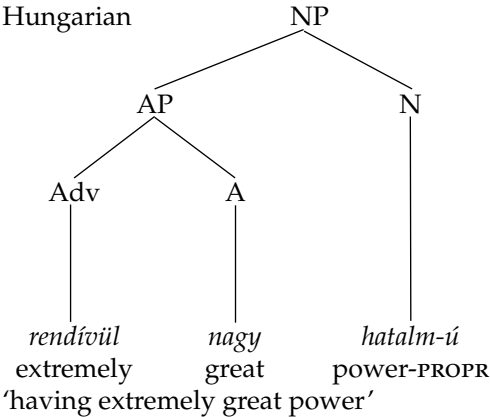 Hungarian NP
AP N
Adv A
rendívül nagy hatalm-ú
extremely great power-PROPR
‘having extremely great power’